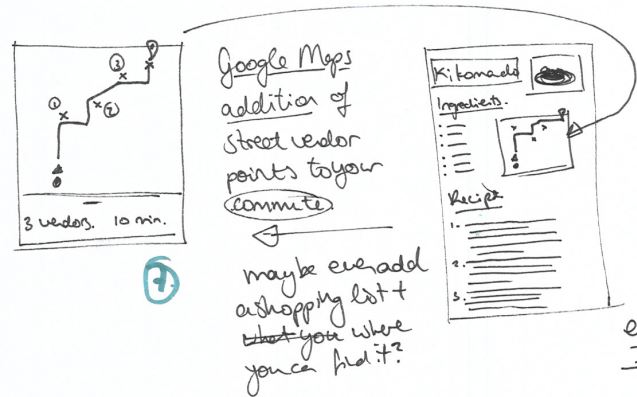 ①
②
③
3 vendors. 10 min.
7.
Google Maps
addition of
street vendor
points to your
commute.
maybe even add
a shopping list +
what you where
you can find it?
Kikomando
Ingredients.
Recipe
1.
2.
3.